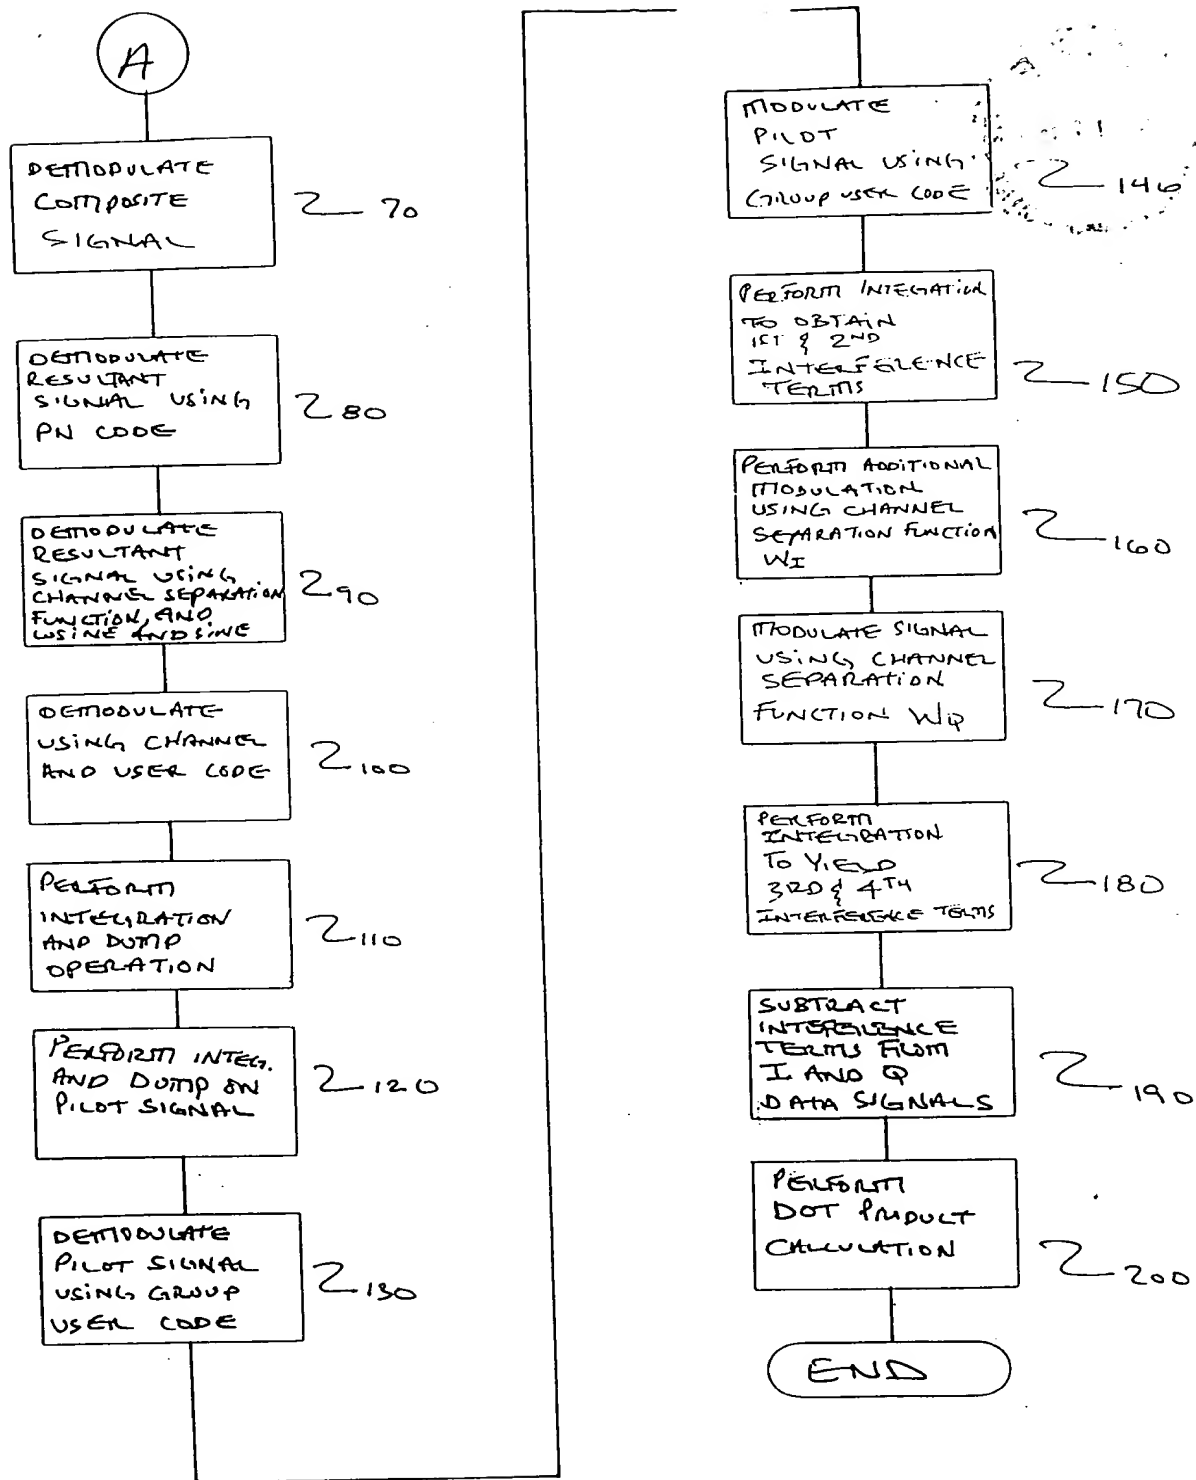 A
DEMODULATE
COMPOSITE
SIGNAL
70
DEMODULATE
RESULTANT
SIGNAL USING
PN CODE
80
DEMODULATE
RESULTANT
SIGNAL USING
CHANNEL SEPARATION
FUNCTION, AND
COSINE AND SINE
90
DEMODULATE
USING CHANNEL
AND USER CODE
100
PERFORM
INTEGRATION
AND DUMP
OPERATION
110
PERFORM INTEG.
AND DUMP ON
PILOT SIGNAL
120
DEMODULATE
PILOT SIGNAL
USING GROUP
USER CODE
130
MODULATE
PILOT
SIGNAL USING
GROUP USER CODE
140
PERFORM INTEGATION
TO OBTAIN
1ST & 2ND
INTERFERENCE
TERMS
150
PERFORM ADDITIONAL
MODULATION
USING CHANNEL
SEPARATION FUNCTION
WI
160
MODULATE SIGNAL
USING CHANNEL
SEPARATION
FUNCTION WQ
170
PERFORM
INTEGRATION
TO YIELD
3RD & 4TH
INTERFERENCE TERMS
180
SUBTRACT
INTEFERENCE
TERMS FROM
I AND Q
DATA SIGNALS
190
PERFORM
DOT PRODUCT
CALCULATION
200
END